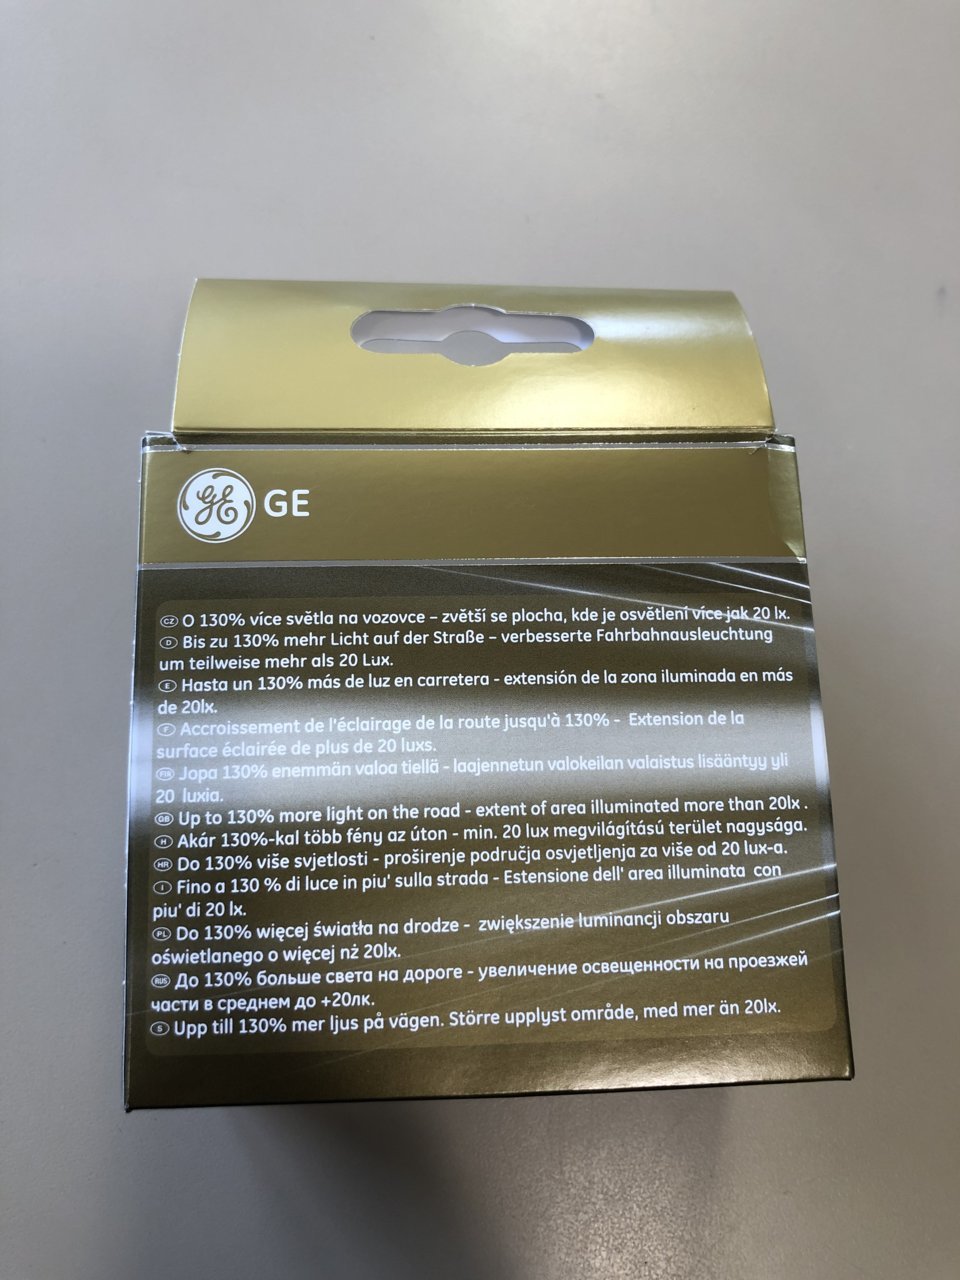 GE GE
CZ O 130% více světla na vozovce – zvětší se plocha, kde je osvětlení více jak 20 lx.
D Bis zu 130% mehr Licht auf der Straße – verbesserte Fahrbahnausleuchtung
um teilweise mehr als 20 Lux.
E Hasta un 130% más de luz en carretera - extensión de la zona iluminada en más
de 20lx.
F Accroissement de l'éclairage de la route jusqu'à 130% - Extension de la
surface éclairée de plus de 20 luxs.
FIN Jopa 130% enemmän valoa tiellä - laajennetun valokeilan valaistus lisääntyy yli
20 luxia.
GB Up to 130% more light on the road - extent of area illuminated more than 20lx .
H Akár 130%-kal több fény az úton - min. 20 lux megvilágítású terület nagysága.
HR Do 130% više svjetlosti - proširenje područja osvjetljenja za više od 20 lux-a.
I Fino a 130 % di luce in piu' sulla strada - Estensione dell' area illuminata con
piu' di 20 lx.
PL Do 130% więcej światła na drodze - zwiększenie luminancji obszaru
oświetlanego o więcej nż 20lx.
RUS До 130% больше света на дороге - увеличение освещенности на проезжей
части в среднем до +20лк.
S Upp till 130% mer ljus på vägen. Större upplyst område, med mer än 20lx.